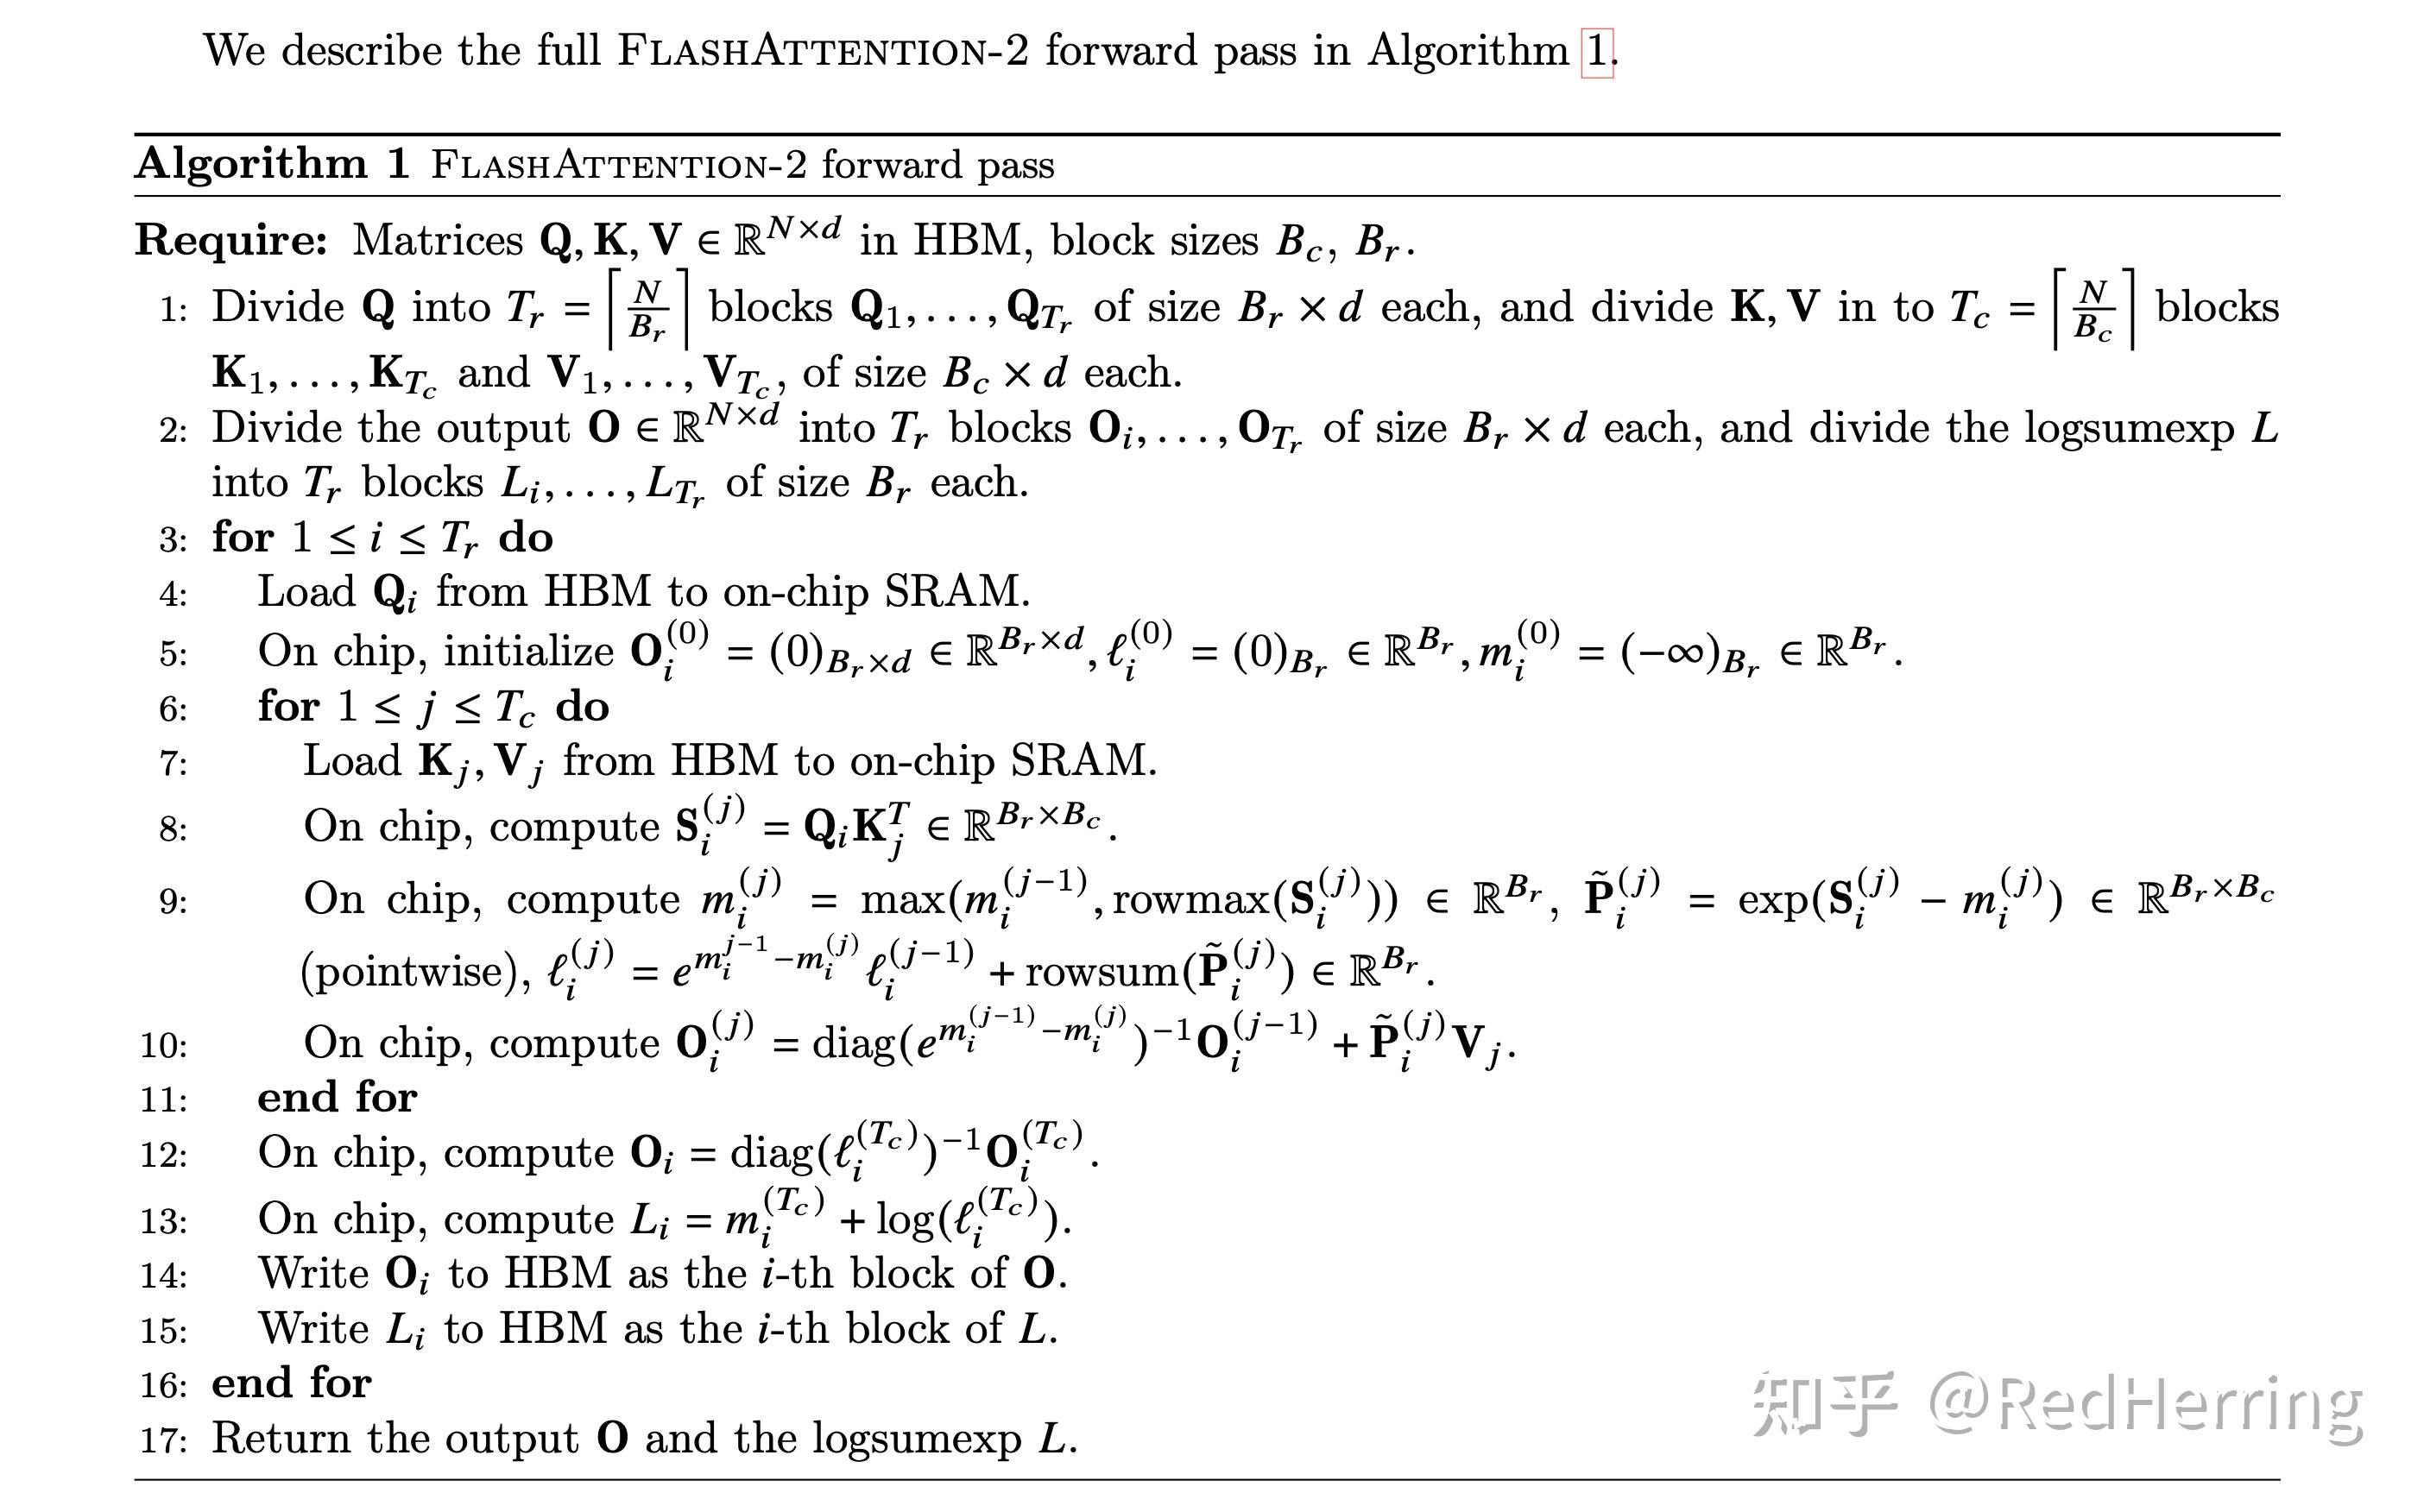 We describe the full FlashAttention-2 forward pass in Algorithm 1.
Algorithm 1 FlashAttention-2 forward pass
Require: Matrices $\mathbf{Q}, \mathbf{K}, \mathbf{V} \in \mathbb{R}^{N \times d}$ in HBM, block sizes $B_c$, $B_r$.
1: Divide $\mathbf{Q}$ into $T_r = \left\lceil \frac{N}{B_r} \right\rceil$ blocks $\mathbf{Q}_1, \ldots, \mathbf{Q}_{T_r}$ of size $B_r \times d$ each, and divide $\mathbf{K}, \mathbf{V}$ in to $T_c = \left\lceil \frac{N}{B_c} \right\rceil$ blocks
$\mathbf{K}_1, \ldots, \mathbf{K}_{T_c}$ and $\mathbf{V}_1, \ldots, \mathbf{V}_{T_c}$, of size $B_c \times d$ each.
2: Divide the output $\mathbf{O} \in \mathbb{R}^{N \times d}$ into $T_r$ blocks $\mathbf{O}_i, \ldots, \mathbf{O}_{T_r}$ of size $B_r \times d$ each, and divide the logsumexp $L$
into $T_r$ blocks $L_i, \ldots, L_{T_r}$ of size $B_r$ each.
3: for $1 \le i \le T_r$ do
4: Load $\mathbf{Q}_i$ from HBM to on-chip SRAM.
5: On chip, initialize $\mathbf{O}_i^{(0)} = (0)_{B_r \times d} \in \mathbb{R}^{B_r \times d}, \ell_i^{(0)} = (0)_{B_r} \in \mathbb{R}^{B_r}, m_i^{(0)} = (-\infty)_{B_r} \in \mathbb{R}^{B_r}$.
6: for $1 \le j \le T_c$ do
7: Load $\mathbf{K}_j, \mathbf{V}_j$ from HBM to on-chip SRAM.
8: On chip, compute $\mathbf{S}_i^{(j)} = \mathbf{Q}_i \mathbf{K}_j^T \in \mathbb{R}^{B_r \times B_c}$.
9: On chip, compute $m_i^{(j)} = \max(m_i^{(j-1)}, \text{rowmax}(\mathbf{S}_i^{(j)})) \in \mathbb{R}^{B_r}$, $\tilde{\mathbf{P}}_i^{(j)} = \exp(\mathbf{S}_i^{(j)} - m_i^{(j)}) \in \mathbb{R}^{B_r \times B_c}$
(pointwise), $\ell_i^{(j)} = e^{m_i^{j-1} - m_i^{(j)}} \ell_i^{(j-1)} + \text{rowsum}(\tilde{\mathbf{P}}_i^{(j)}) \in \mathbb{R}^{B_r}$.
10: On chip, compute $\mathbf{O}_i^{(j)} = \text{diag}(e^{m_i^{(j-1)} - m_i^{(j)}})^{-1} \mathbf{O}_i^{(j-1)} + \tilde{\mathbf{P}}_i^{(j)} \mathbf{V}_j$.
11: end for
12: On chip, compute $\mathbf{O}_i = \text{diag}(\ell_i^{(T_c)})^{-1} \mathbf{O}_i^{(T_c)}$.
13: On chip, compute $L_i = m_i^{(T_c)} + \log(\ell_i^{(T_c)})$.
14: Write $\mathbf{O}_i$ to HBM as the $i$-th block of $\mathbf{O}$.
15: Write $L_i$ to HBM as the $i$-th block of $L$.
16: end for
17: Return the output $\mathbf{O}$ and the logsumexp $L$.
知乎 @RedHerring